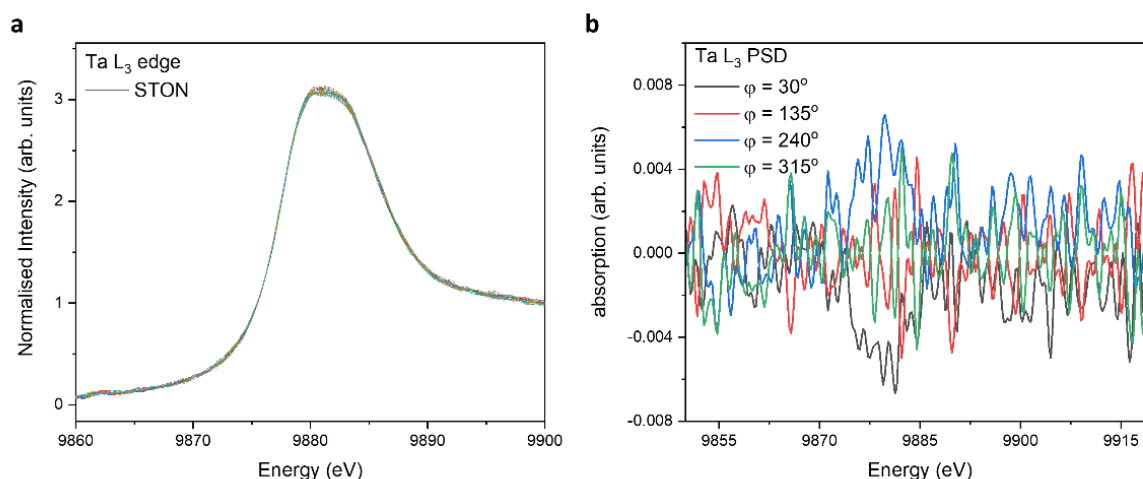 a
Ta L₃ edge
STON
Normalised Intensity (arb. units)
3
2
1
0
9860
9870
9880
9890
9900
Energy (eV)
b
Ta L₃ PSD
φ = 30°
φ = 135°
φ = 240°
φ = 315°
absorption (arb. units)
0.008
0.004
0.000
-0.004
-0.008
9855
9870
9885
9900
9915
Energy (eV)